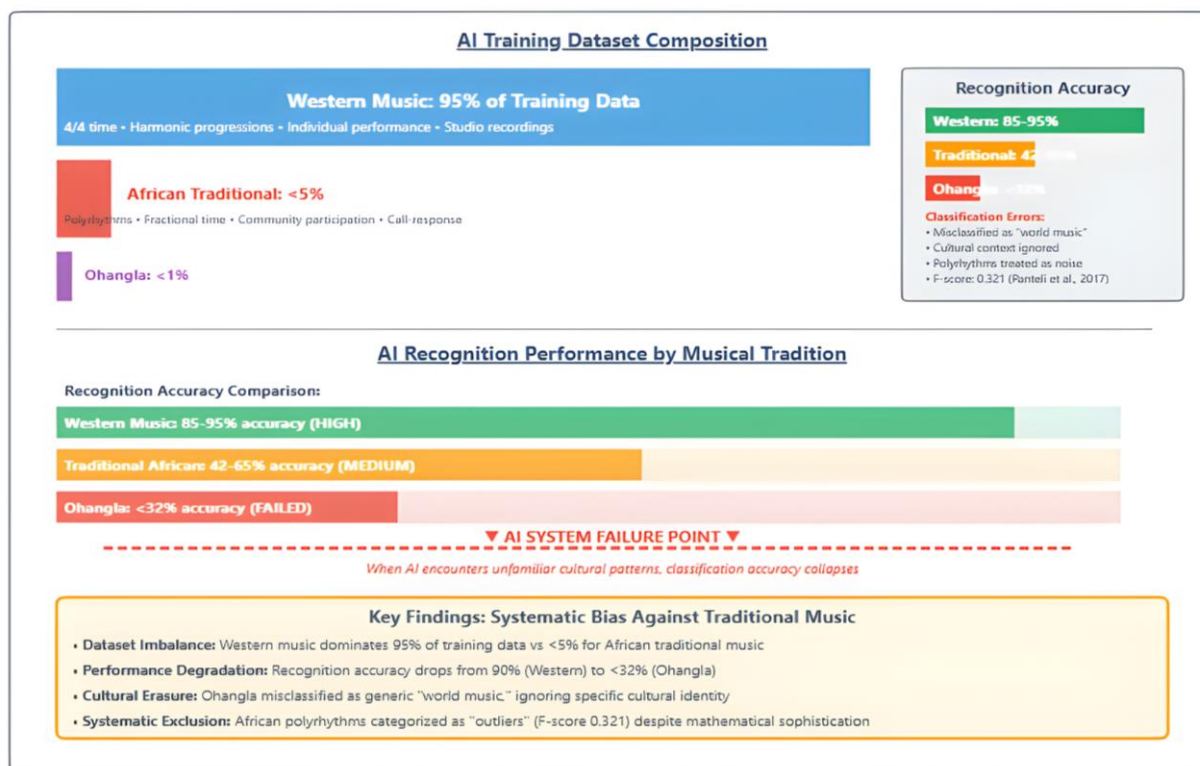 AI Training Dataset Composition
Western Music: 95% of Training Data
4/4 time • Harmonic progressions • Individual performance • Studio recordings
African Traditional: <5%
Polyrhythms • Fractional time • Community participation • Call-response
Ohangla: <1%
Recognition Accuracy
Western: 85-95%
Traditional: 42
Ohangla: <32%
Classification Errors:
• Misclassified as "world music"
• Cultural context ignored
• Polyrhythms treated as noise
• F-score: 0.321 (Panteli et al., 2017)
AI Recognition Performance by Musical Tradition
Recognition Accuracy Comparison:
Western Music: 85-95% accuracy (HIGH)
Traditional African: 42-65% accuracy (MEDIUM)
Ohangla: <32% accuracy (FAILED)
▼ AI SYSTEM FAILURE POINT ▼
When AI encounters unfamiliar cultural patterns, classification accuracy collapses
Key Findings: Systematic Bias Against Traditional Music
• Dataset Imbalance: Western music dominates 95% of training data vs <5% for African traditional music
• Performance Degradation: Recognition accuracy drops from 90% (Western) to <32% (Ohangla)
• Cultural Erasure: Ohangla misclassified as generic "world music," ignoring specific cultural identity
• Systematic Exclusion: African polyrhythms categorized as "outliers" (F-score 0.321) despite mathematical sophistication